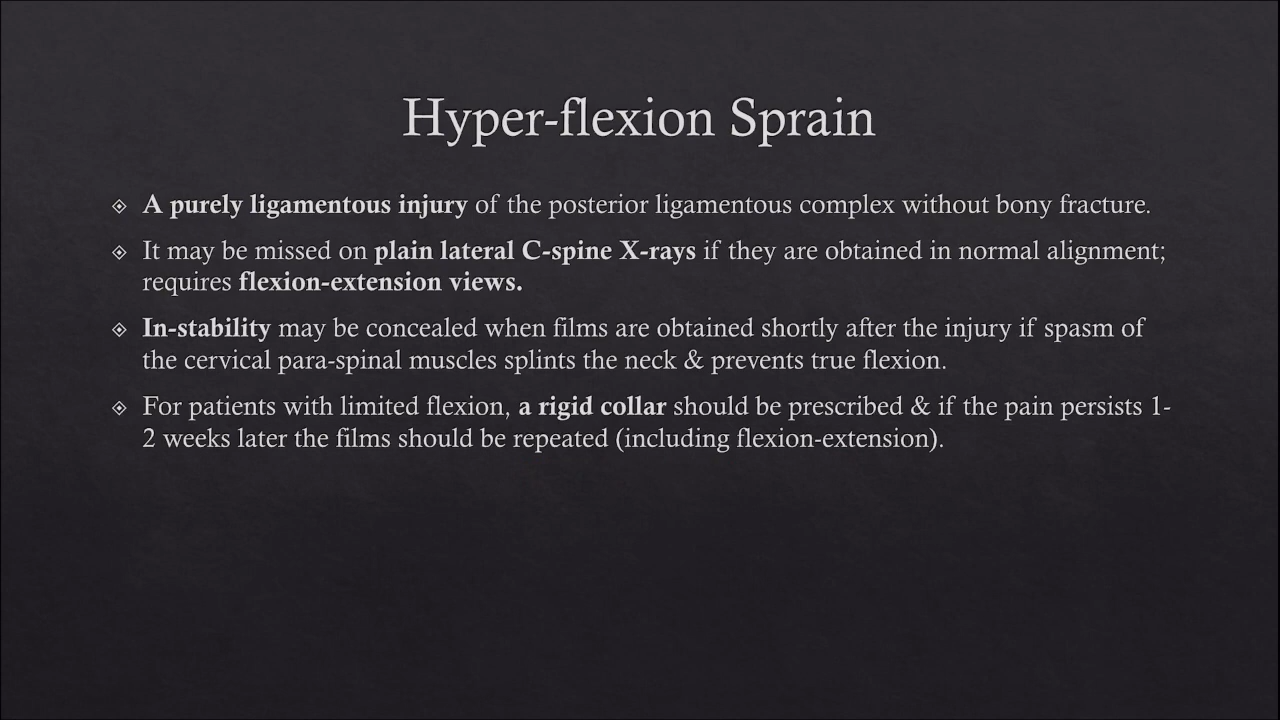 Hyper-flexion Sprain
A purely ligamentous injury of the posterior ligamentous complex without bony fracture.
It may be missed on plain lateral C-spine X-rays if they are obtained in normal alignment;
requires flexion-extension views.
In-stability may be concealed when films are obtained shortly after the injury if spasm of
the cervical para-spinal muscles splints the neck & prevents true flexion.
For patients with limited flexion, a rigid collar should be prescribed & if the pain persists 1-
2 weeks later the films should be repeated (including flexion-extension).